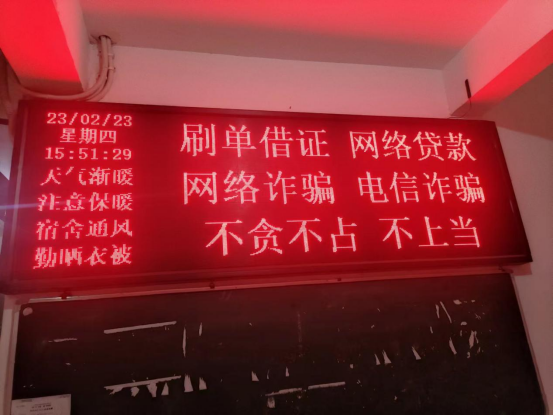 23/02/23
星期四
15:51:29
天气渐暖
注意保暖
宿舍通风
勤晒衣被
刷单借证 网络贷款
网络诈骗 电信诈骗
不贪不占 不上当